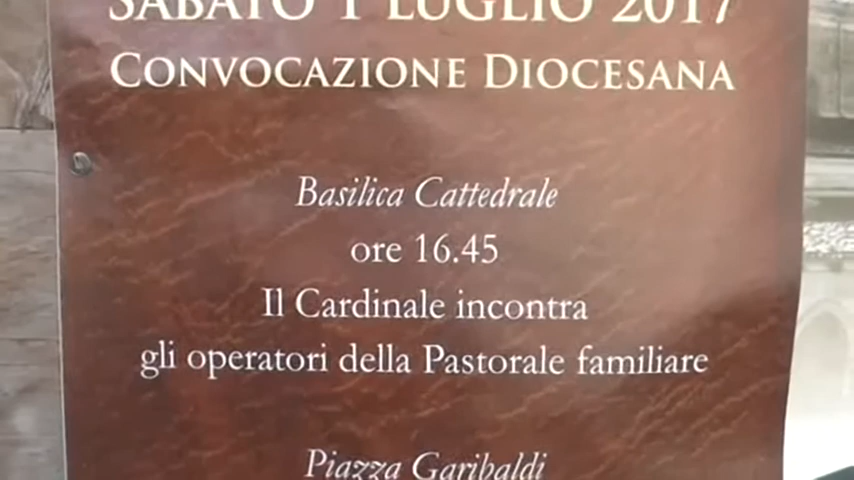 SABATO 1 LUGLIO 2017
CONVOCAZIONE DIOCESANA
Basilica Cattedrale
ore 16.45
Il Cardinale incontra
gli operatori della Pastorale familiare
Piazza Garibaldi